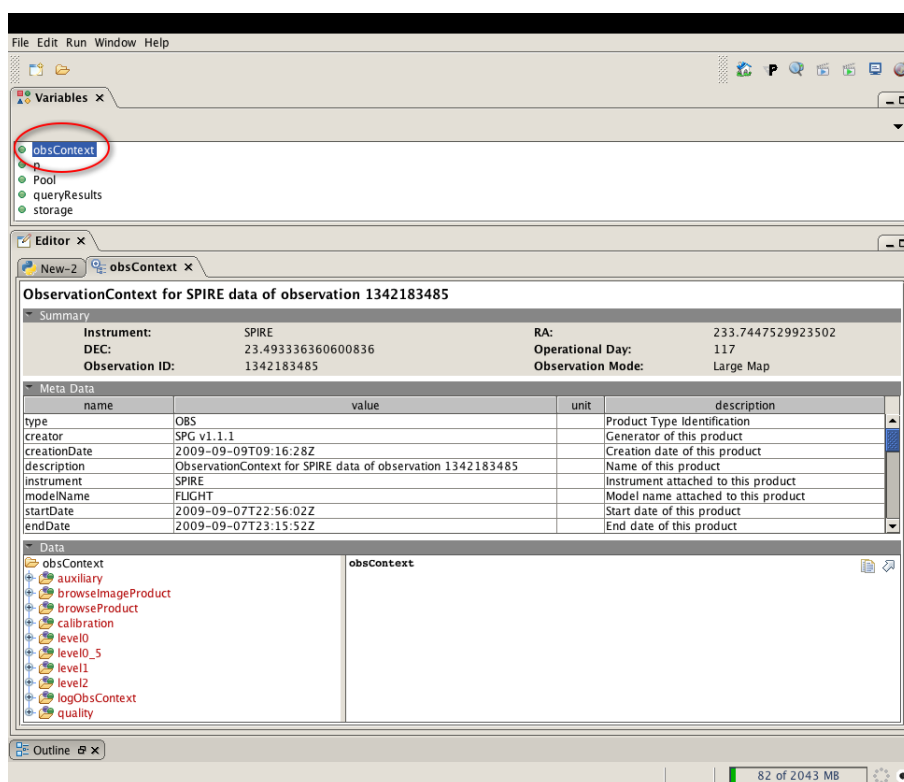 File Edit Run Window Help
P
Variables
obsContext
p
Pool
queryResults
storage
Editor
New-2 obsContext
ObservationContext for SPIRE data of observation 1342183485
Summary
Instrument: SPIRE RA: 233.7447529923502
DEC: 23.493336360600836 Operational Day: 117
Observation ID: 1342183485 Observation Mode: Large Map
Meta Data
name value unit description
type OBS Product Type Identification
creator SPG v1.1.1 Generator of this product
creationDate 2009-09-09T09:16:28Z Creation date of this product
description ObservationContext for SPIRE data of observation 1342183485 Name of this product
instrument SPIRE Instrument attached to this product
modelName FLIGHT Model name attached to this product
startDate 2009-09-07T22:56:02Z Start date of this product
endDate 2009-09-07T23:15:52Z End date of this product
Data
obsContext obsContext
auxiliary
browseImageProduct
browseProduct
calibration
level0
level0_5
level1
level2
logObsContext
quality
Outline
82 of 2043 MB